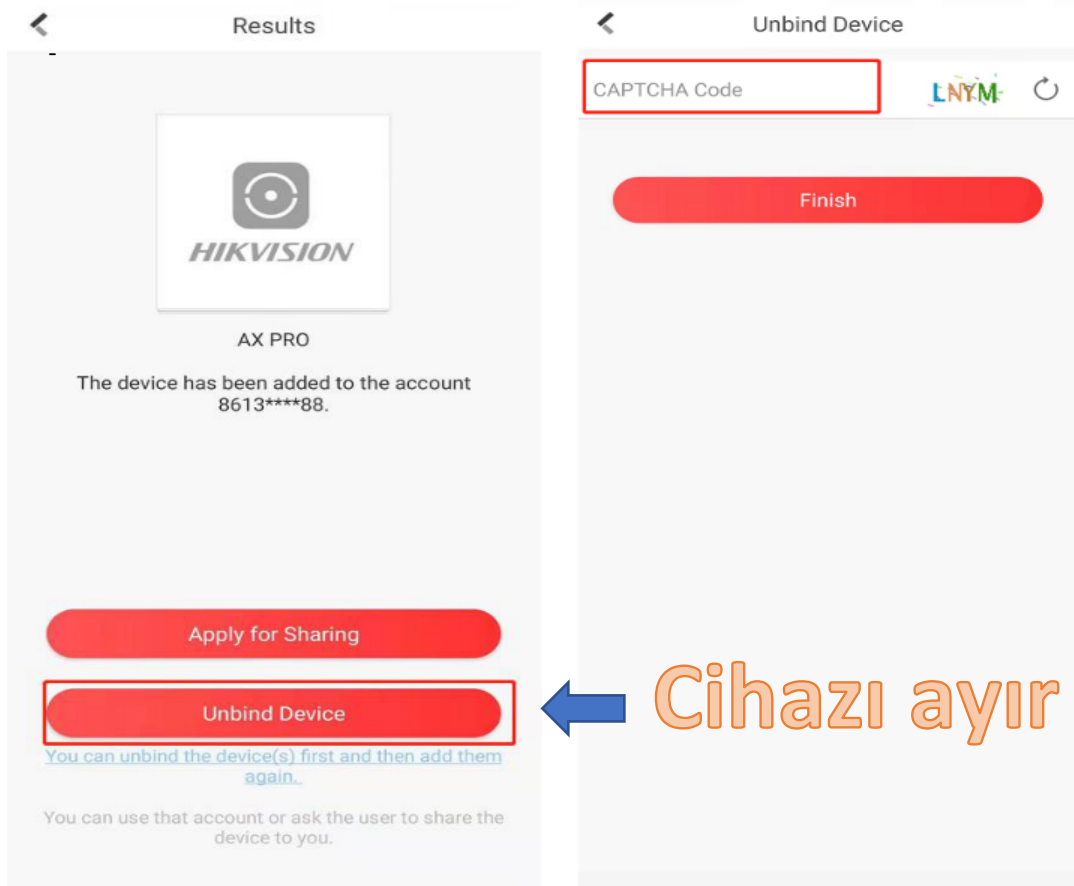 Results
HIKVISION
AX PRO
The device has been added to the account
8613****88.
Apply for Sharing
Unbind Device
You can unbind the device(s) first and then add them
again.
You can use that account or ask the user to share the
device to you.
Unbind Device
CAPTCHA Code
LNYM
Finish
Cihazı ayır